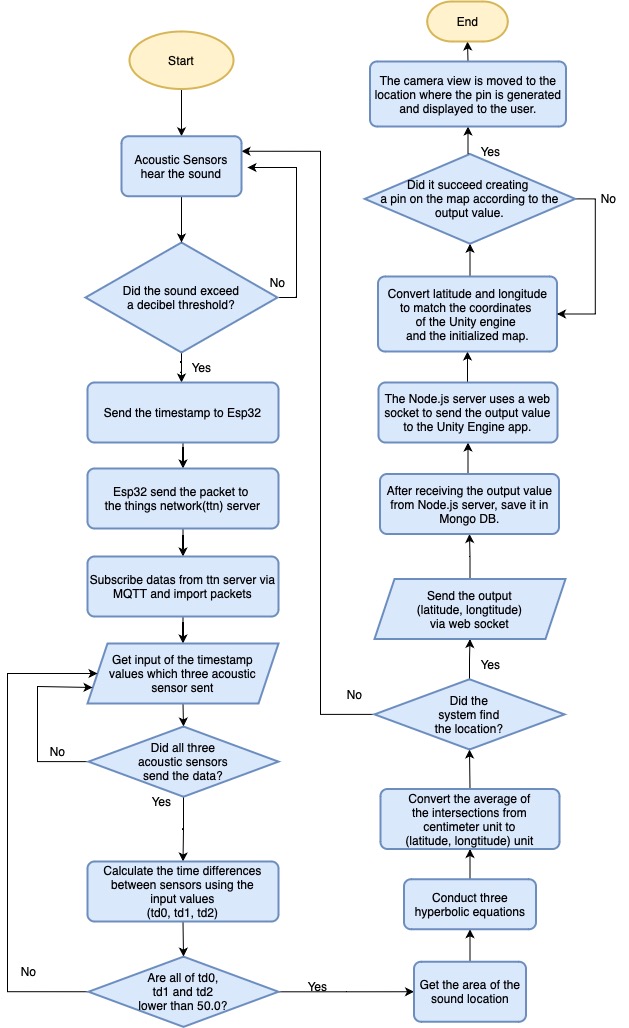 Start
Acoustic Sensors
hear the sound
Did the sound exceed
a decibel threshold?
No
Yes
Send the timestamp to Esp32
Esp32 send the packet to
the things network(ttn) server
Subscribe datas from ttn server via
MQTT and import packets
Get input of the timestamp
values which three acoustic
sensor sent
Did all three
acoustic sensors
send the data?
No
Yes
Calculate the time differences
between sensors using the
input values
(td0, td1, td2)
Are all of td0,
td1 and td2
lower than 50.0?
No
Yes
Get the area of the
sound location
Conduct three
hyperbolic equations
Convert the average of
the intersections from
centimeter unit to
(latitude, longtitude) unit
Did the
system find
the location?
No
Yes
Send the output
(latitude, longtitude)
via web socket
After receiving the output value
from Node.js server, save it in
Mongo DB.
The Node.js server uses a web
socket to send the output value
to the Unity Engine app.
Convert latitude and longitude
to match the coordinates
of the Unity engine
and the initialized map.
Did it succeed creating
a pin on the map according to the
output value.
No
Yes
The camera view is moved to the
location where the pin is generated
and displayed to the user.
End